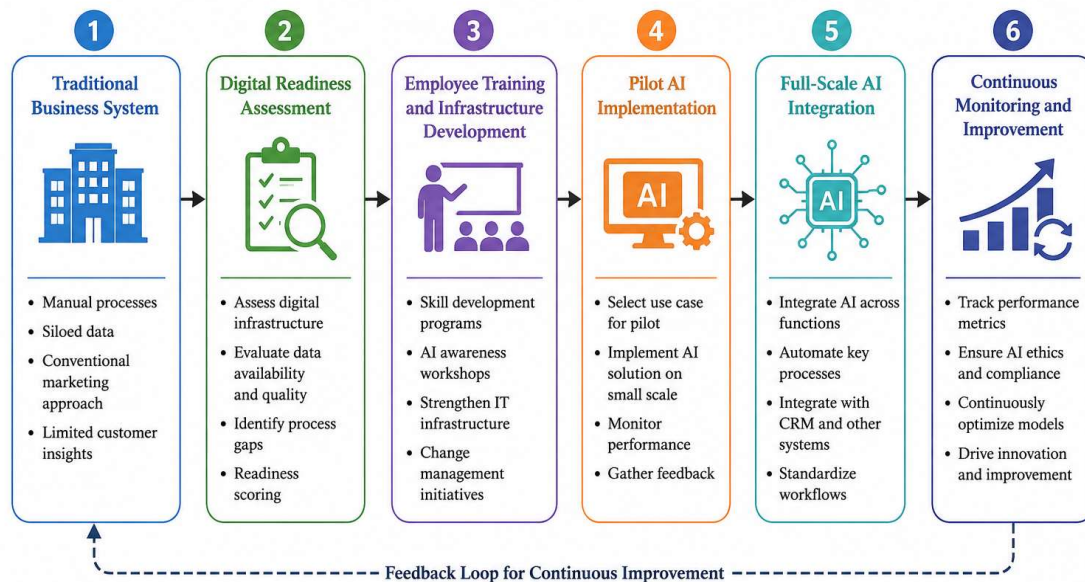 1
Traditional
Business System
• Manual processes
• Siloed data
• Conventional
marketing
approach
• Limited customer
insights
2
Digital Readiness
Assessment
• Assess digital
infrastructure
• Evaluate data
availability
and quality
• Identify process
gaps
• Readiness
scoring
3
Employee Training
and Infrastructure
Development
• Skill development
programs
• AI awareness
workshops
• Strengthen IT
infrastructure
• Change
management
initiatives
4
Pilot AI
Implementation
AI
• Select use case
for pilot
• Implement AI
solution on
small scale
• Monitor
performance
• Gather feedback
5
Full-Scale AI
Integration
AI
• Integrate AI across
functions
• Automate key
processes
• Integrate with
CRM and other
systems
• Standardize
workflows
6
Continuous
Monitoring and
Improvement
• Track performance
metrics
• Ensure AI ethics
and compliance
• Continuously
optimize models
• Drive innovation
and improvement
Feedback Loop for Continuous Improvement